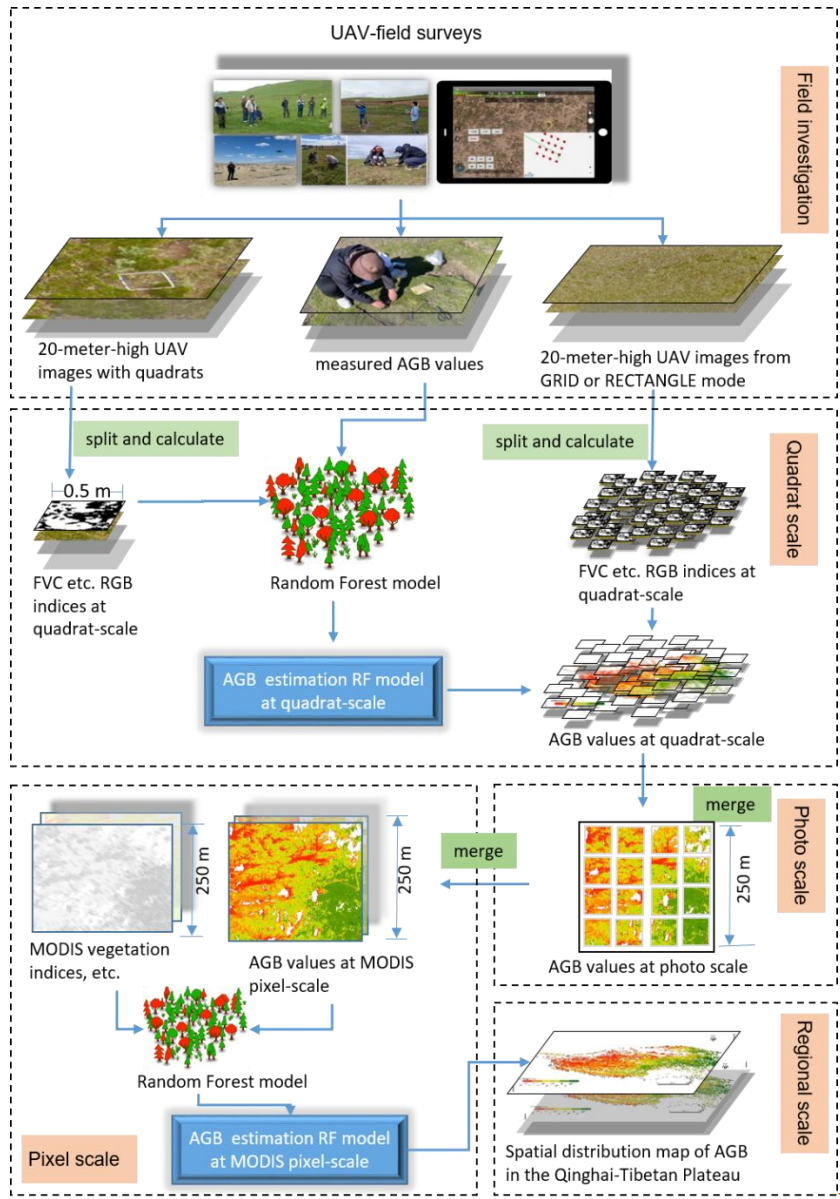 UAV-field surveys
Field investigation
20-meter-high UAV
images with quadrats
measured AGB values
20-meter-high UAV images from
GRID or RECTANGLE mode
split and calculate
split and calculate
Quadrat scale
0.5 m
FVC etc. RGB
indices at
quadrat-scale
Random Forest model
FVC etc. RGB indices at
quadrat-scale
AGB estimation RF model
at quadrat-scale
AGB values at quadrat-scale
merge
Photo scale
250 m
AGB values at photo scale
merge
250 m
250 m
MODIS vegetation
indices, etc.
AGB values at MODIS
pixel-scale
Random Forest model
AGB estimation RF model
at MODIS pixel-scale
Pixel scale
Regional scale
Spatial distribution map of AGB
in the Qinghai-Tibetan Plateau